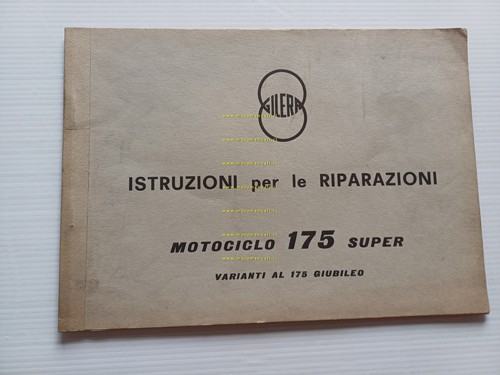 GILERA
ISTRUZIONI per le RIPARAZIONI
MOTOCICLO 175 SUPER
VARIANTI AL 175 GIUBILEO